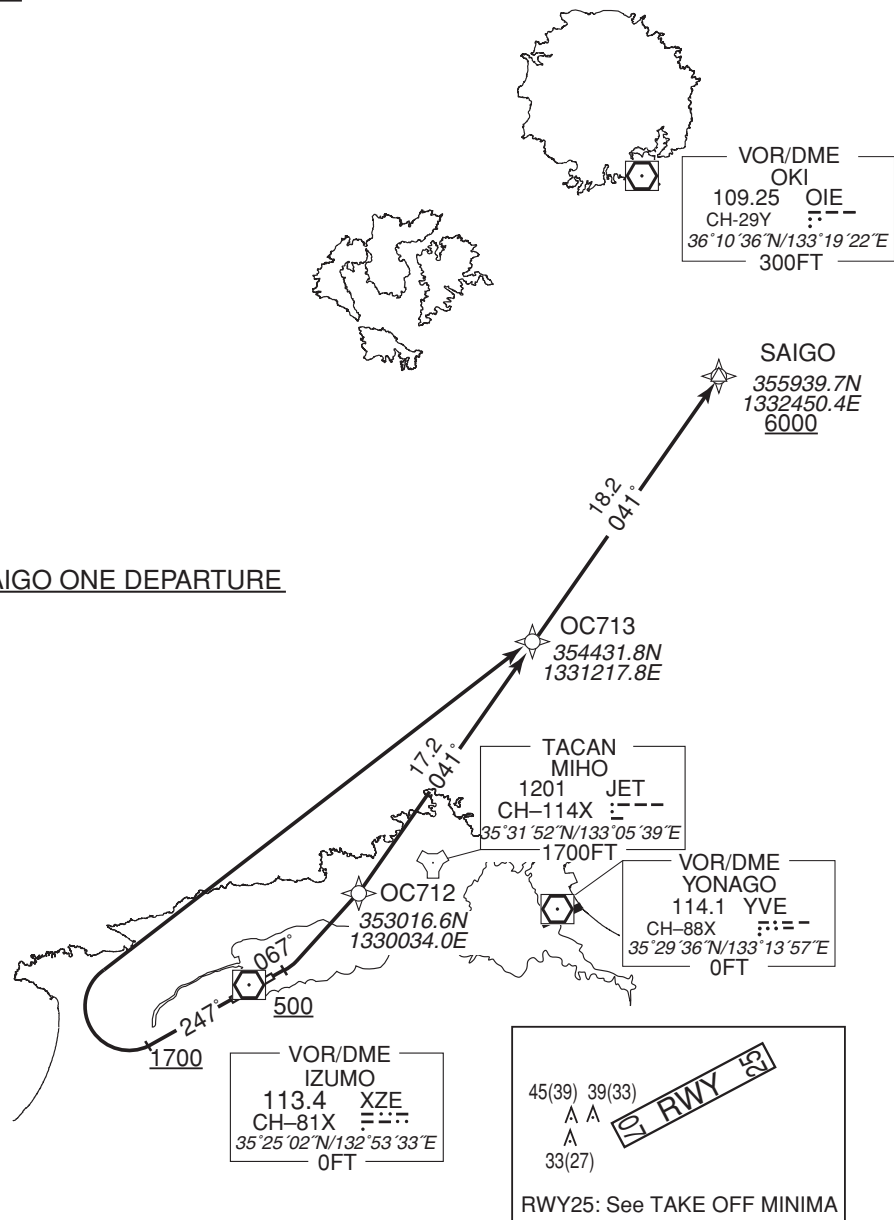 VOR/DME
OKI
109.25 OIE
CH-29Y
36°10´36˝N/133°19´22˝E
300FT
SAIGO
355939.7N
1332450.4E
6000
18.2
041°
AIGO ONE DEPARTURE
OC713
354431.8N
1331217.8E
17.2
041°
TACAN
MIHO
1201 JET
CH–114X
35°31´52˝N/133°05´39˝E
1700FT
VOR/DME
YONAGO
114.1 YVE
CH–88X
35°29´36˝N/133°13´57˝E
0FT
OC712
353016.6N
1330034.0E
067°
247°
500
1700
VOR/DME
IZUMO
113.4 XZE
CH–81X
35°25´02˝N/132°53´33˝E
0FT
45(39) 39(33)
33(27)
07 RWY 25
RWY25: See TAKE OFF MINIMA